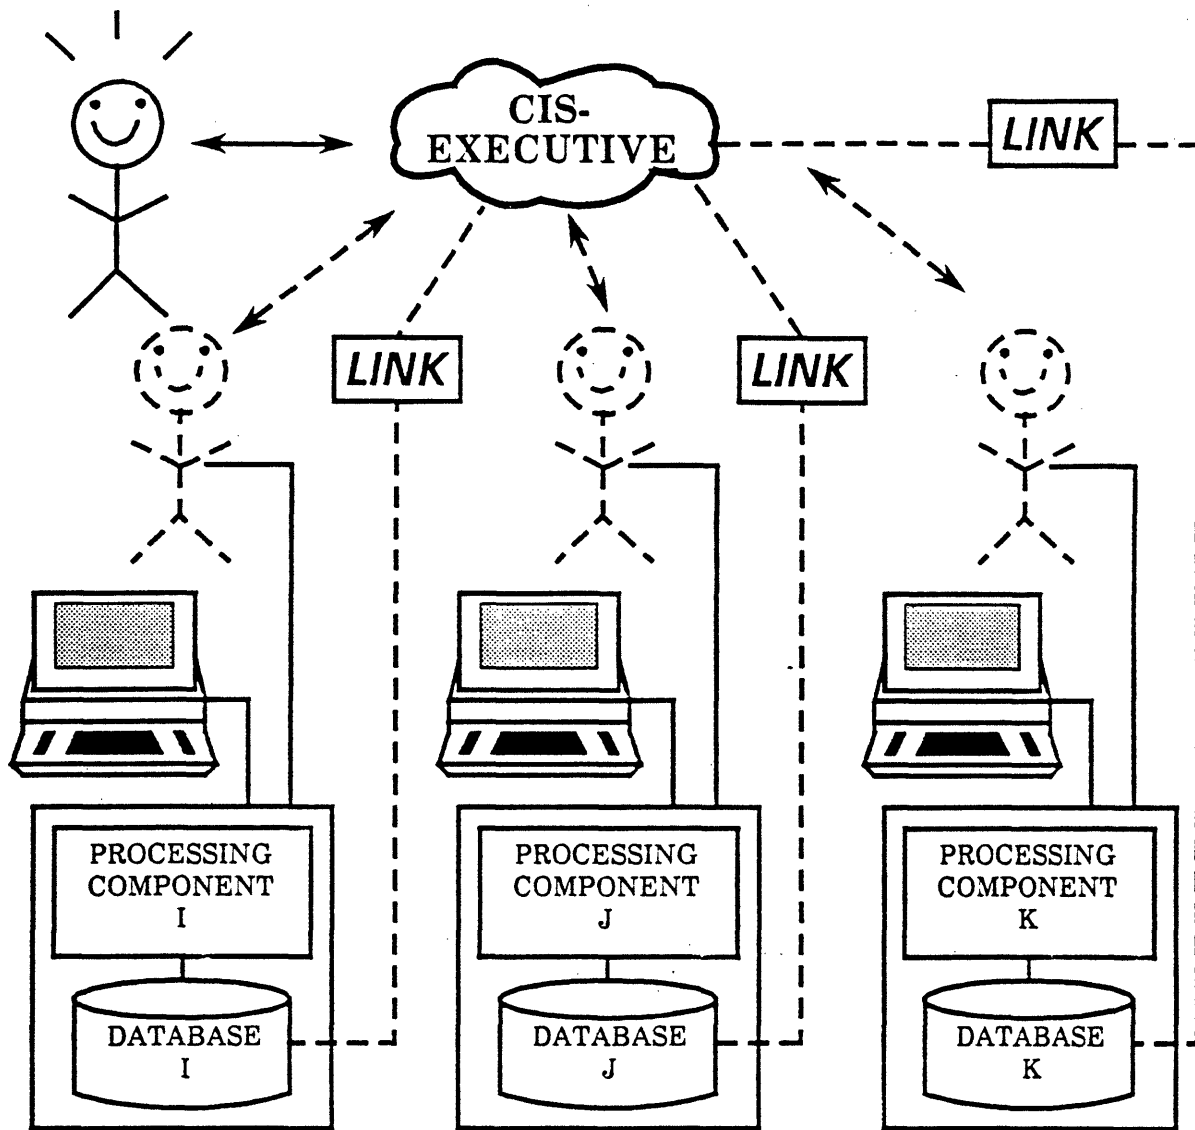 CIS-
EXECUTIVE
LINK
LINK
LINK
PROCESSING
COMPONENT
I
DATABASE
I
PROCESSING
COMPONENT
J
DATABASE
J
PROCESSING
COMPONENT
K
DATABASE
K